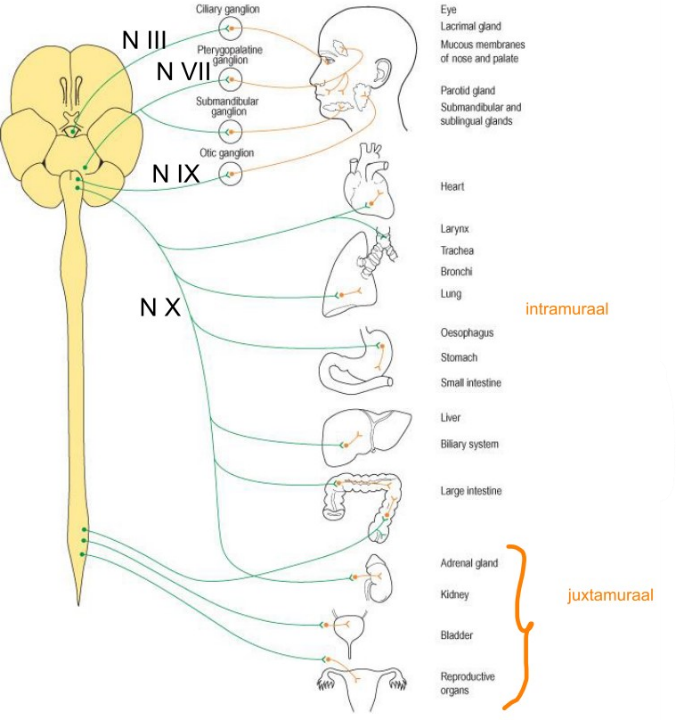 Ciliary ganglion
N III
Pterygopalatine
ganglion
N VII
Submandibular
ganglion
Otic ganglion
N IX
N X
Eye
Lacrimal gland
Mucous membranes
of nose and palate
Parotid gland
Submandibular and
sublingual glands
Heart
Larynx
Trachea
Bronchi
Lung
intramuraal
Oesophagus
Stomach
Small intestine
Liver
Biliary system
Large intestine
Adrenal gland
Kidney
juxtamuraal
Bladder
Reproductive
organs